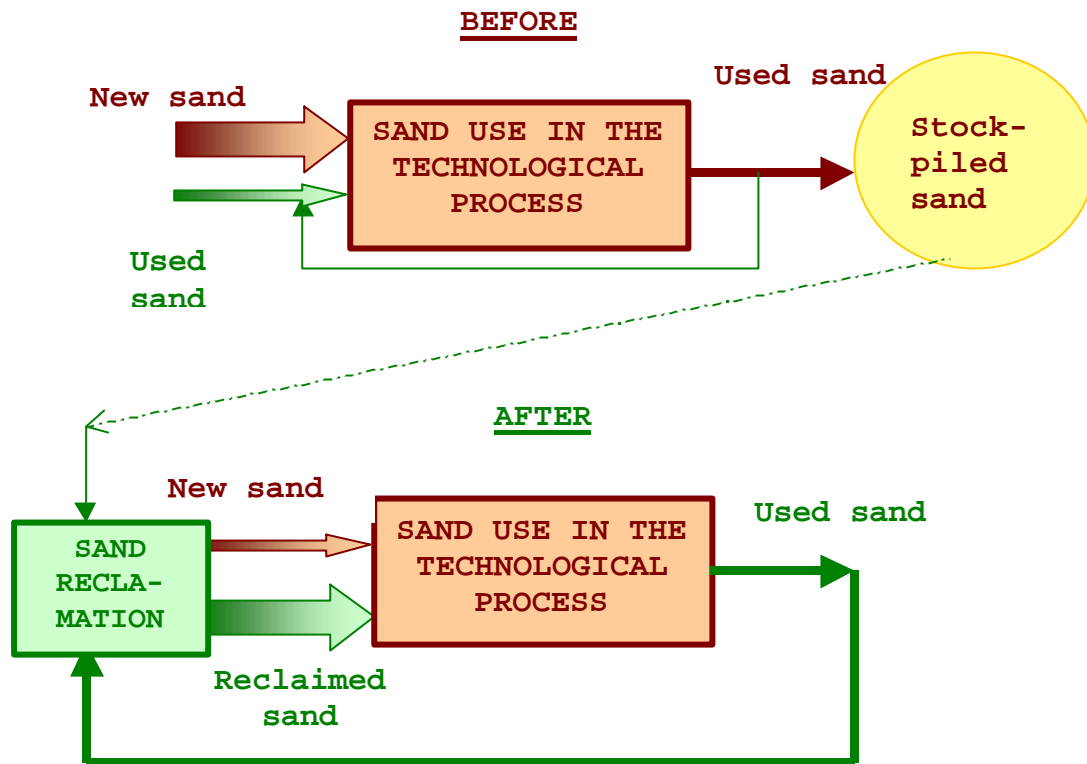 BEFORE
Used sand
New sand
SAND USE IN THE
TECHNOLOGICAL
PROCESS
Stock-
piled
sand
Used
sand
AFTER
New sand
SAND
RECLA-
MATION
SAND USE IN THE
TECHNOLOGICAL
PROCESS
Used sand
Reclaimed
sand